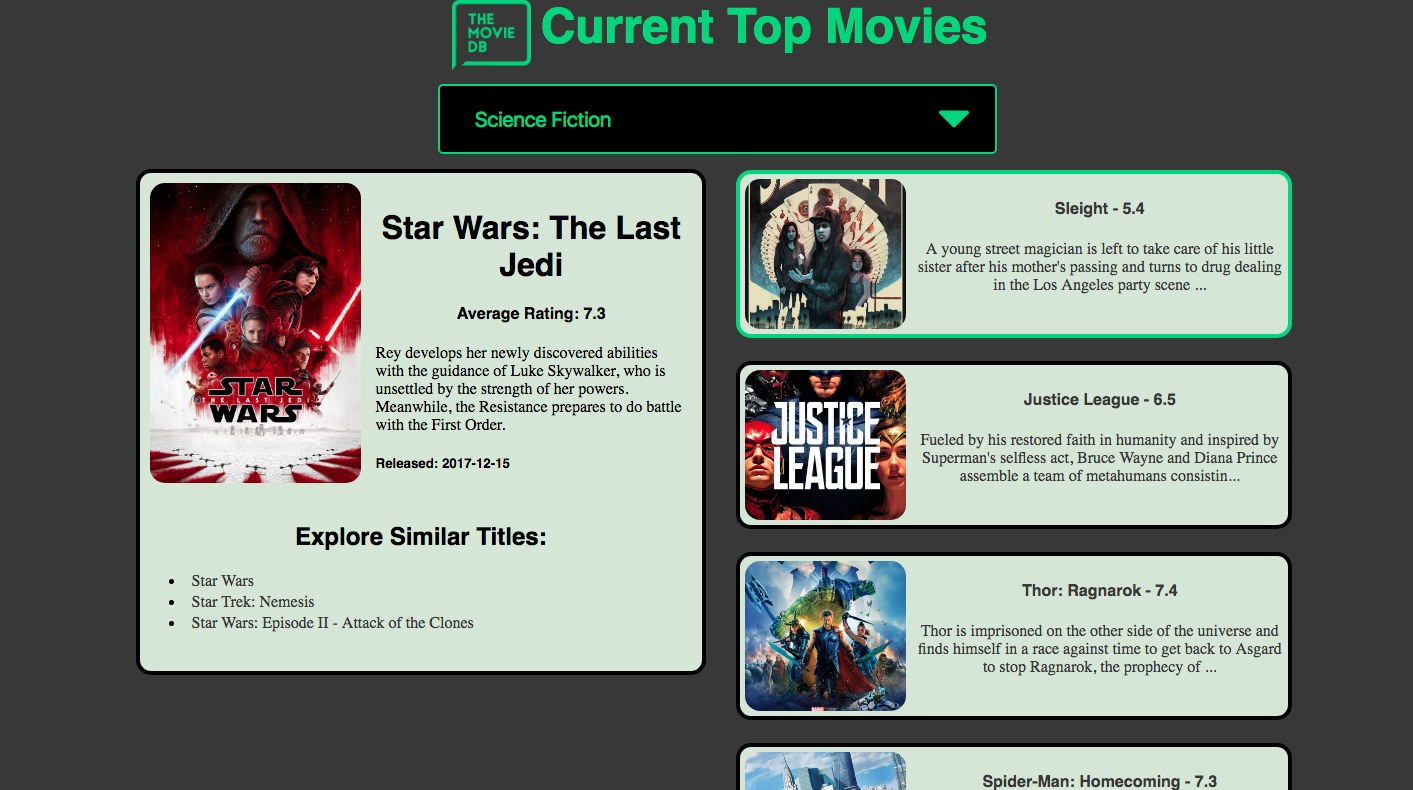 THE
MOVIE
DB
Current Top Movies
Science Fiction
STAR
THE LAST JEDI
WARS
Star Wars: The Last
Jedi
Average Rating: 7.3
Rey develops her newly discovered abilities
with the guidance of Luke Skywalker, who is
unsettled by the strength of her powers.
Meanwhile, the Resistance prepares to do battle
with the First Order.
Released: 2017-12-15
Explore Similar Titles:
Star Wars
Star Trek: Nemesis
Star Wars: Episode II - Attack of the Clones
Sleight - 5.4
A young street magician is left to take care of his little
sister after his mother's passing and turns to drug dealing
in the Los Angeles party scene ...
JUSTICE
LEAGUE
Justice League - 6.5
Fueled by his restored faith in humanity and inspired by
Superman's selfless act, Bruce Wayne and Diana Prince
assemble a team of metahumans consistin...
Thor: Ragnarok - 7.4
Thor is imprisoned on the other side of the universe and
finds himself in a race against time to get back to Asgard
to stop Ragnarok, the prophecy of ...
Spider-Man: Homecoming - 7.3